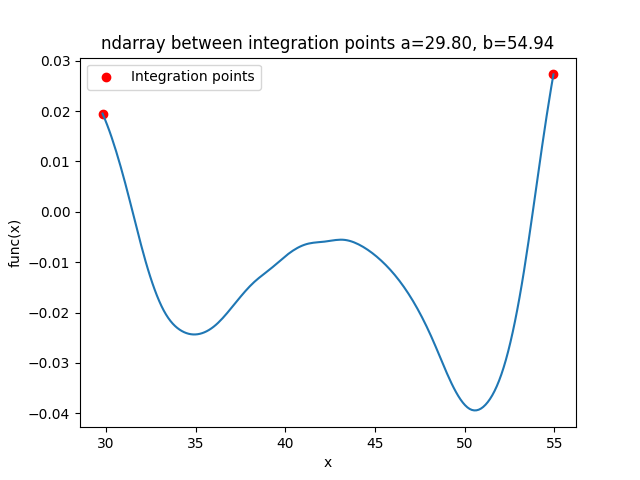 ndarray between integration points a=29.80, b=54.94
Integration points
0.03
0.02
0.01
0.00
−0.01
−0.02
−0.03
−0.04
func(x)
30 35 40 45 50 55
x